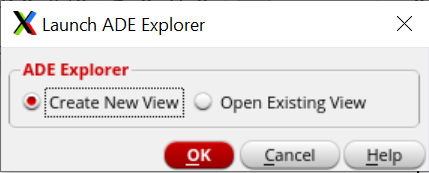 Launch ADE Explorer
ADE Explorer
Create New View Open Existing View
OK Cancel Help